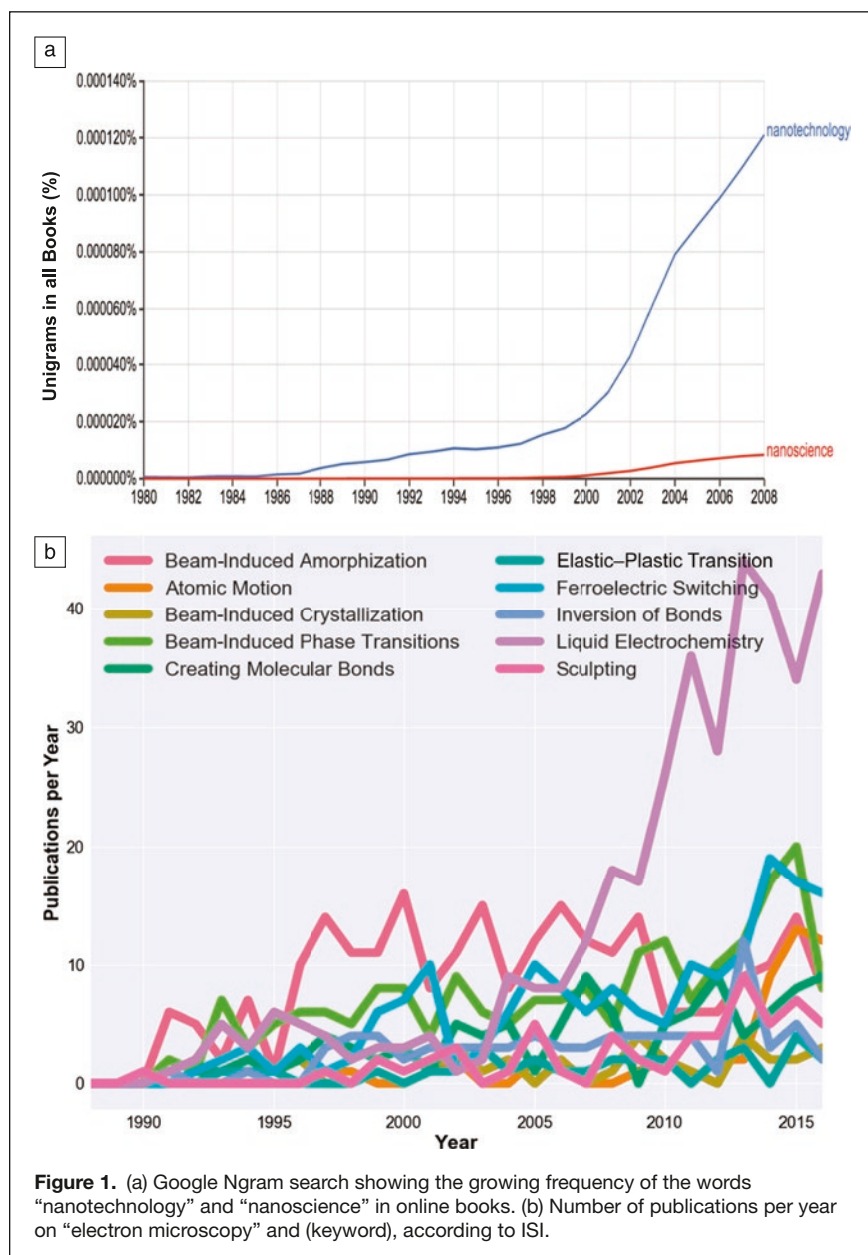 a
0.000140%
0.000120%
0.000100%
0.000080%
0.000060%
0.000040%
0.000020%
0.000000%
Unigrams in all Books (%)
nanotechnology
nanoscience
1980 1982 1984 1986 1988 1990 1992 1994 1996 1998 2000 2002 2004 2006 2008
b
Beam-Induced Amorphization
Atomic Motion
Beam-Induced Crystallization
Beam-Induced Phase Transitions
Creating Molecular Bonds
Elastic–Plastic Transition
Ferroelectric Switching
Inversion of Bonds
Liquid Electrochemistry
Sculpting
40
30
20
10
0
Publications per Year
1990 1995 2000 2005 2010 2015
Year
Figure 1. (a) Google Ngram search showing the growing frequency of the words
“nanotechnology” and “nanoscience” in online books. (b) Number of publications per year
on “electron microscopy” and (keyword), according to ISI.